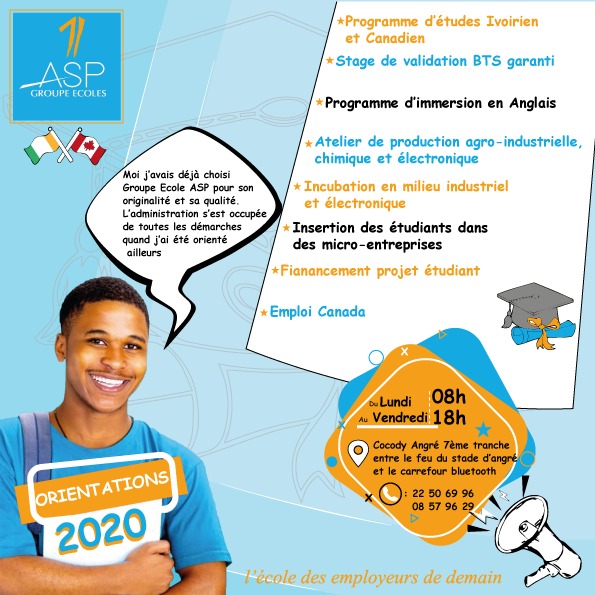 ASP
GROUPE ECOLES
Programme d'études Ivoirien
et Canadien
Stage de validation BTS garanti
Programme d'immersion en Anglais
Atelier de production agro-industrielle,
chimique et électronique
Incubation en milieu industriel
et électronique
Insertion des étudiants dans
des micro-entreprises
Fianancement projet étudiant
Emploi Canada
Moi j'avais déjà choisi
Groupe Ecole ASP pour son
originalité et sa qualité.
L'administration s'est occupée
de toutes les démarches
quand j'ai été orienté
ailleurs
ORIENTATIONS
2020
Du Lundi 08h
Au Vendredi 18h
Cocody Angré 7ème tranche
entre le feu du stade d'angré
et le carrefour bluetooth
: 22 50 69 96
08 57 96 29
l'école des employeurs de demain